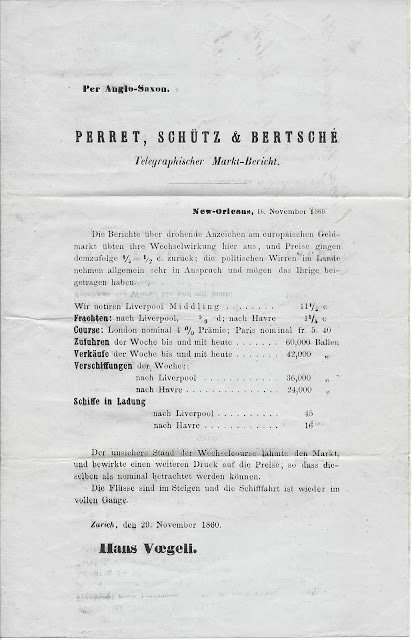 Per Anglo-Saxon.
PERRET, SCHÜTZ & BERTSCHÉ
Telegraphischer Markt-Bericht.
New-Orleans, 16. November 1860.
Die Berichte über drohende Anzeichen am europäischen Geld-
markt übten ihre Wechselwirkung hier aus, und Preise gingen
demzufolge ¼ – ½ c. zurück; die politischen Wirren im Lande
nehmen allgemein sehr in Anspruch und mögen das Ihrige bei-
getragen haben.
Wir notiren Liverpool Middling . . . . . . . 11½ c.
Frachten: nach Liverpool, d; nach Havre . . . c.
Course: London nominal 4 % Prämie; Paris nominal fr. 5. 40
Zufuhren der Woche bis und mit heute . . . . . . . 60,000 Ballen
Verkäufe der Woche bis und mit heute . . . . . . . 42,000 „
Verschiffungen der Woche:
nach Liverpool . . . . . . . . . . 36,000 „
nach Havre . . . . . . . . . . . 24,000 „
Schiffe in Ladung
nach Liverpool . . . . . . . . . . 45
nach Havre . . . . . . . . . . . 16
Der unsichere Stand der Wechselcourse lähmte den Markt,
und bewirkte einen weiteren Druck auf die Preise, so dass die-
selben als nominal betrachtet werden können.
Die Flüsse sind im Steigen und die Schifffahrt ist wieder im
vollen Gange.
Zurich, den 29. November 1860.
Hans Vœgeli.